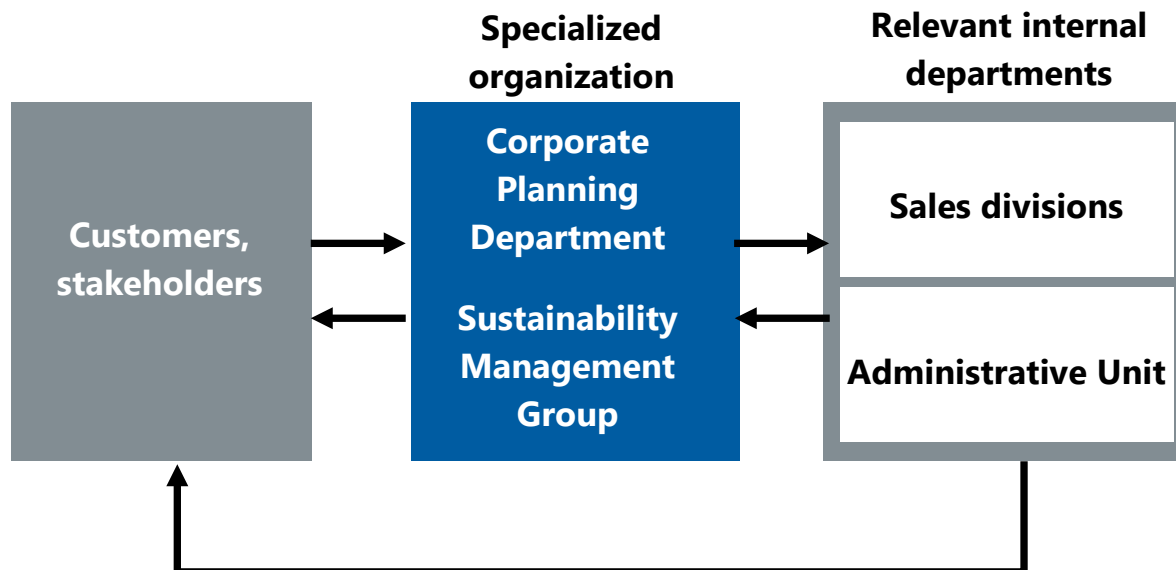 Specialized
organization
Relevant internal
departments
Customers,
stakeholders
Corporate
Planning
Department
Sustainability
Management
Group
Sales divisions
Administrative Unit